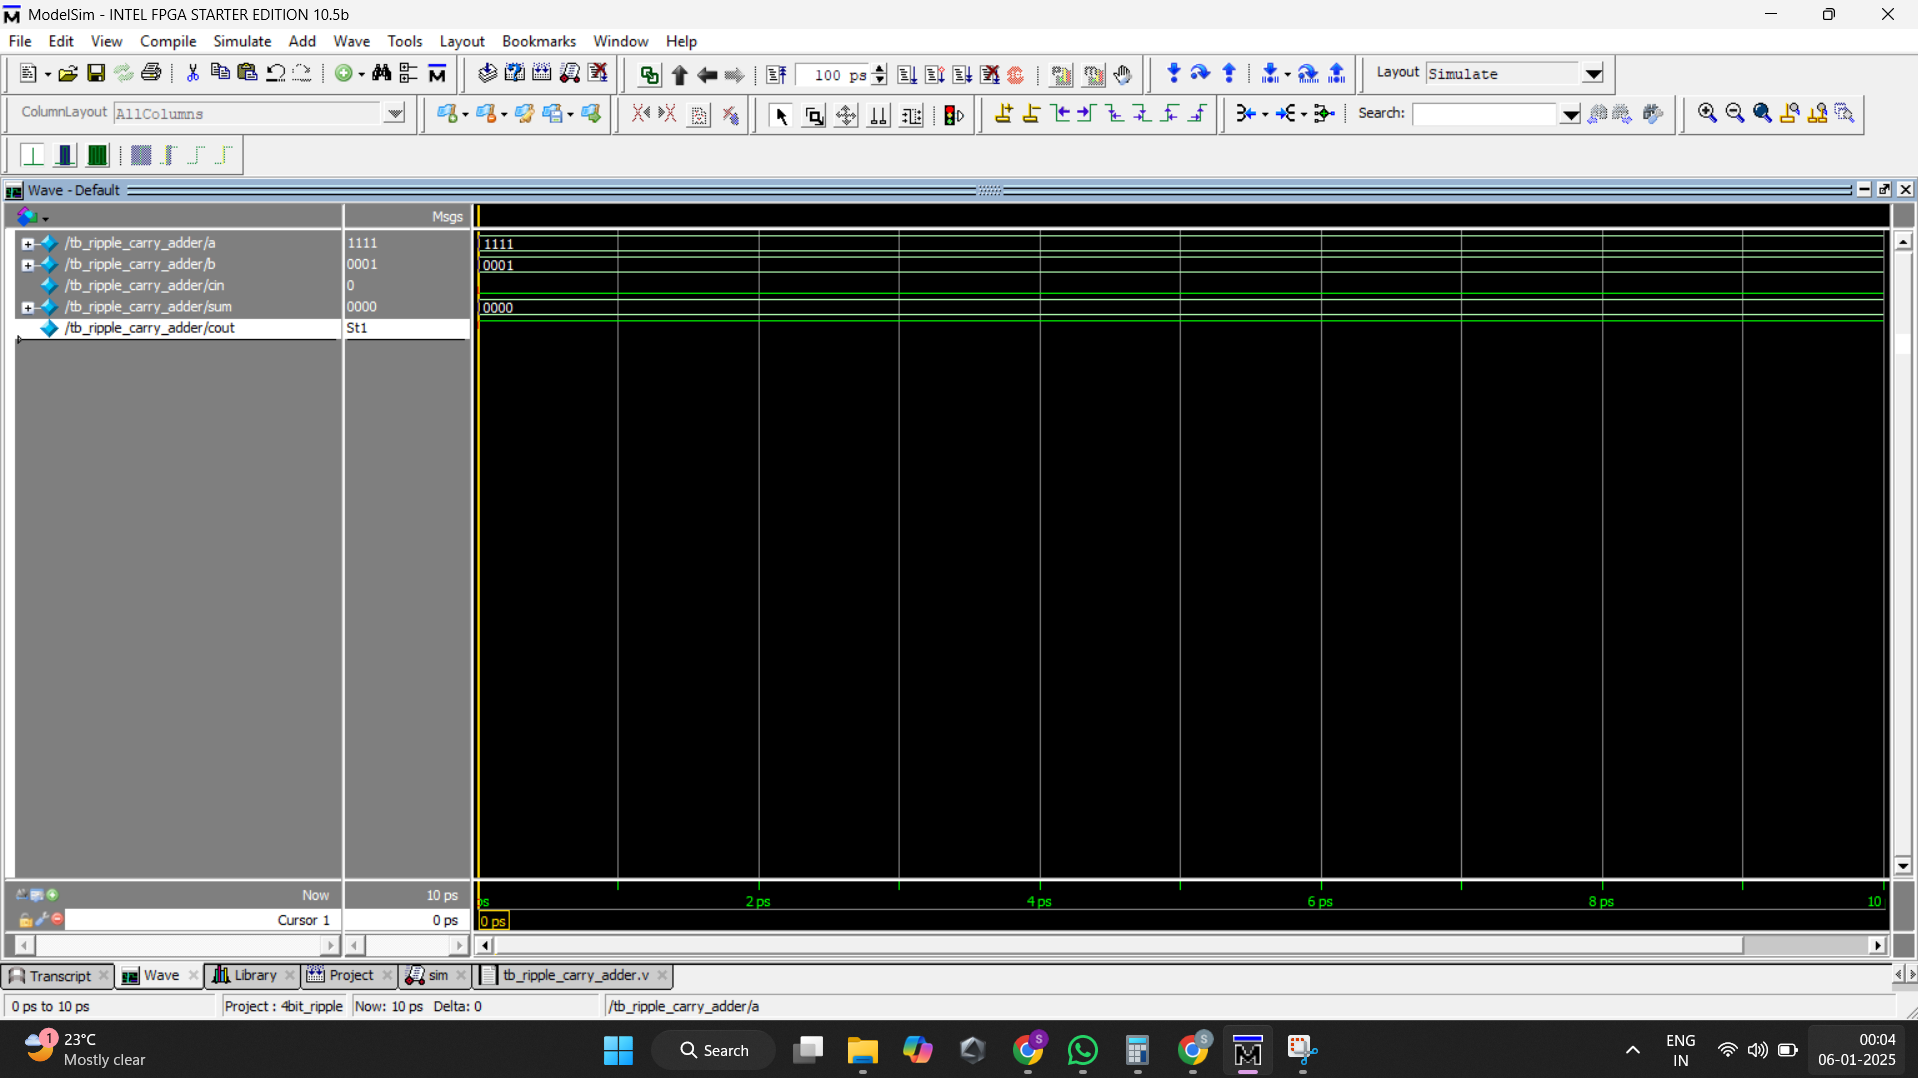 ModelSim - INTEL FPGA STARTER EDITION 10.5b
File Edit View Compile Simulate Add Wave Tools Layout Bookmarks Window Help
100 ps
Layout Simulate
ColumnLayout AllColumns
Search:
Wave - Default
Msgs
/tb_ripple_carry_adder/a 1111 1111
/tb_ripple_carry_adder/b 0001 0001
/tb_ripple_carry_adder/cin 0
/tb_ripple_carry_adder/sum 0000 0000
/tb_ripple_carry_adder/cout St1
Now 10 ps ps 2 ps 4 ps 6 ps 8 ps 10
Cursor 1 0 ps 0 ps
Transcript Wave Library Project sim tb_ripple_carry_adder.v
0 ps to 10 ps Project : 4bit_ripple Now: 10 ps Delta: 0 /tb_ripple_carry_adder/a
1
23°C
Mostly clear
Search
S
S
ENG
IN
00:04
06-01-2025